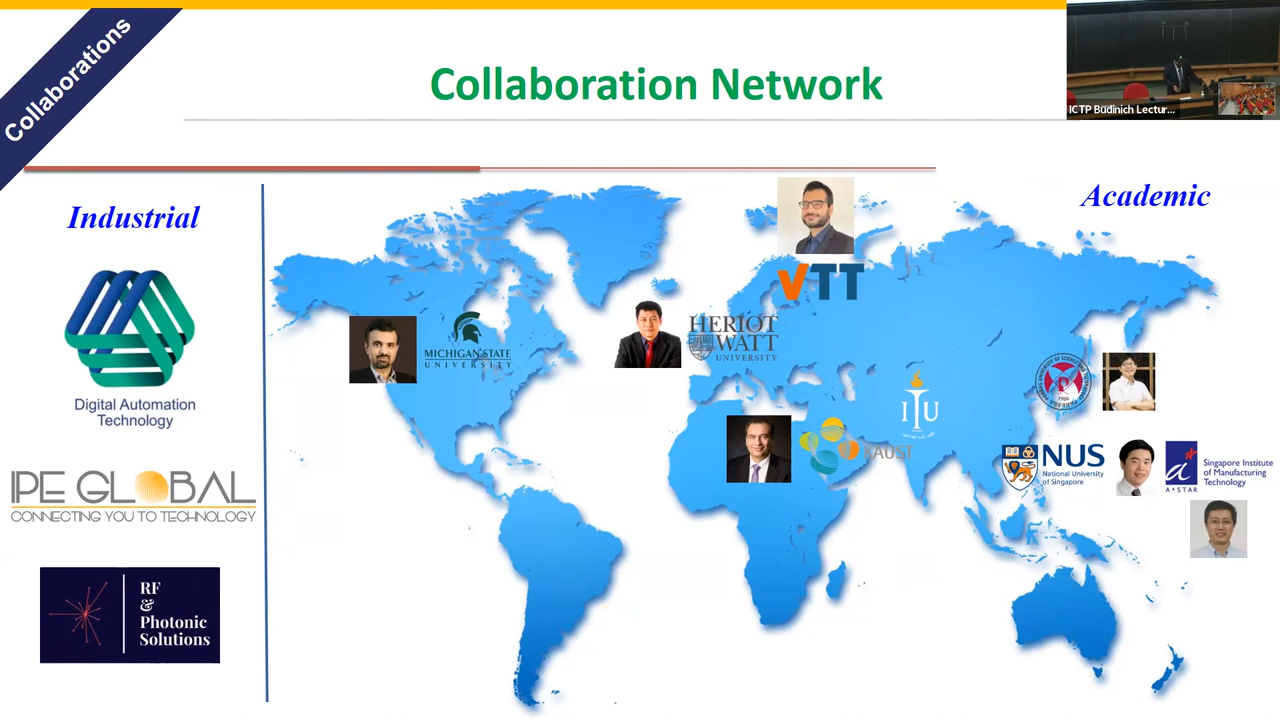 Collaborations
Collaboration Network
ICTP Budinich Lectur...
Industrial
Academic
Digital Automation
Technology
IPE GLOBAL
CONNECTING YOU TO TECHNOLOGY
RF
&
Photonic
Solutions
VTT
MICHIGAN STATE
UNIVERSITY
HERIOT
WATT
UNIVERSITY
ITU
KAUST
1986
NUS
National University
of Singapore
A*STAR
Singapore Institute
of Manufacturing
Technology